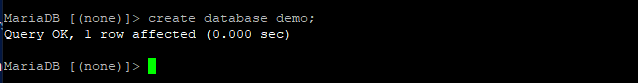 MariaDB [(none)]> create database demo;
Query OK, 1 row affected (0.000 sec)
MariaDB [(none)]>